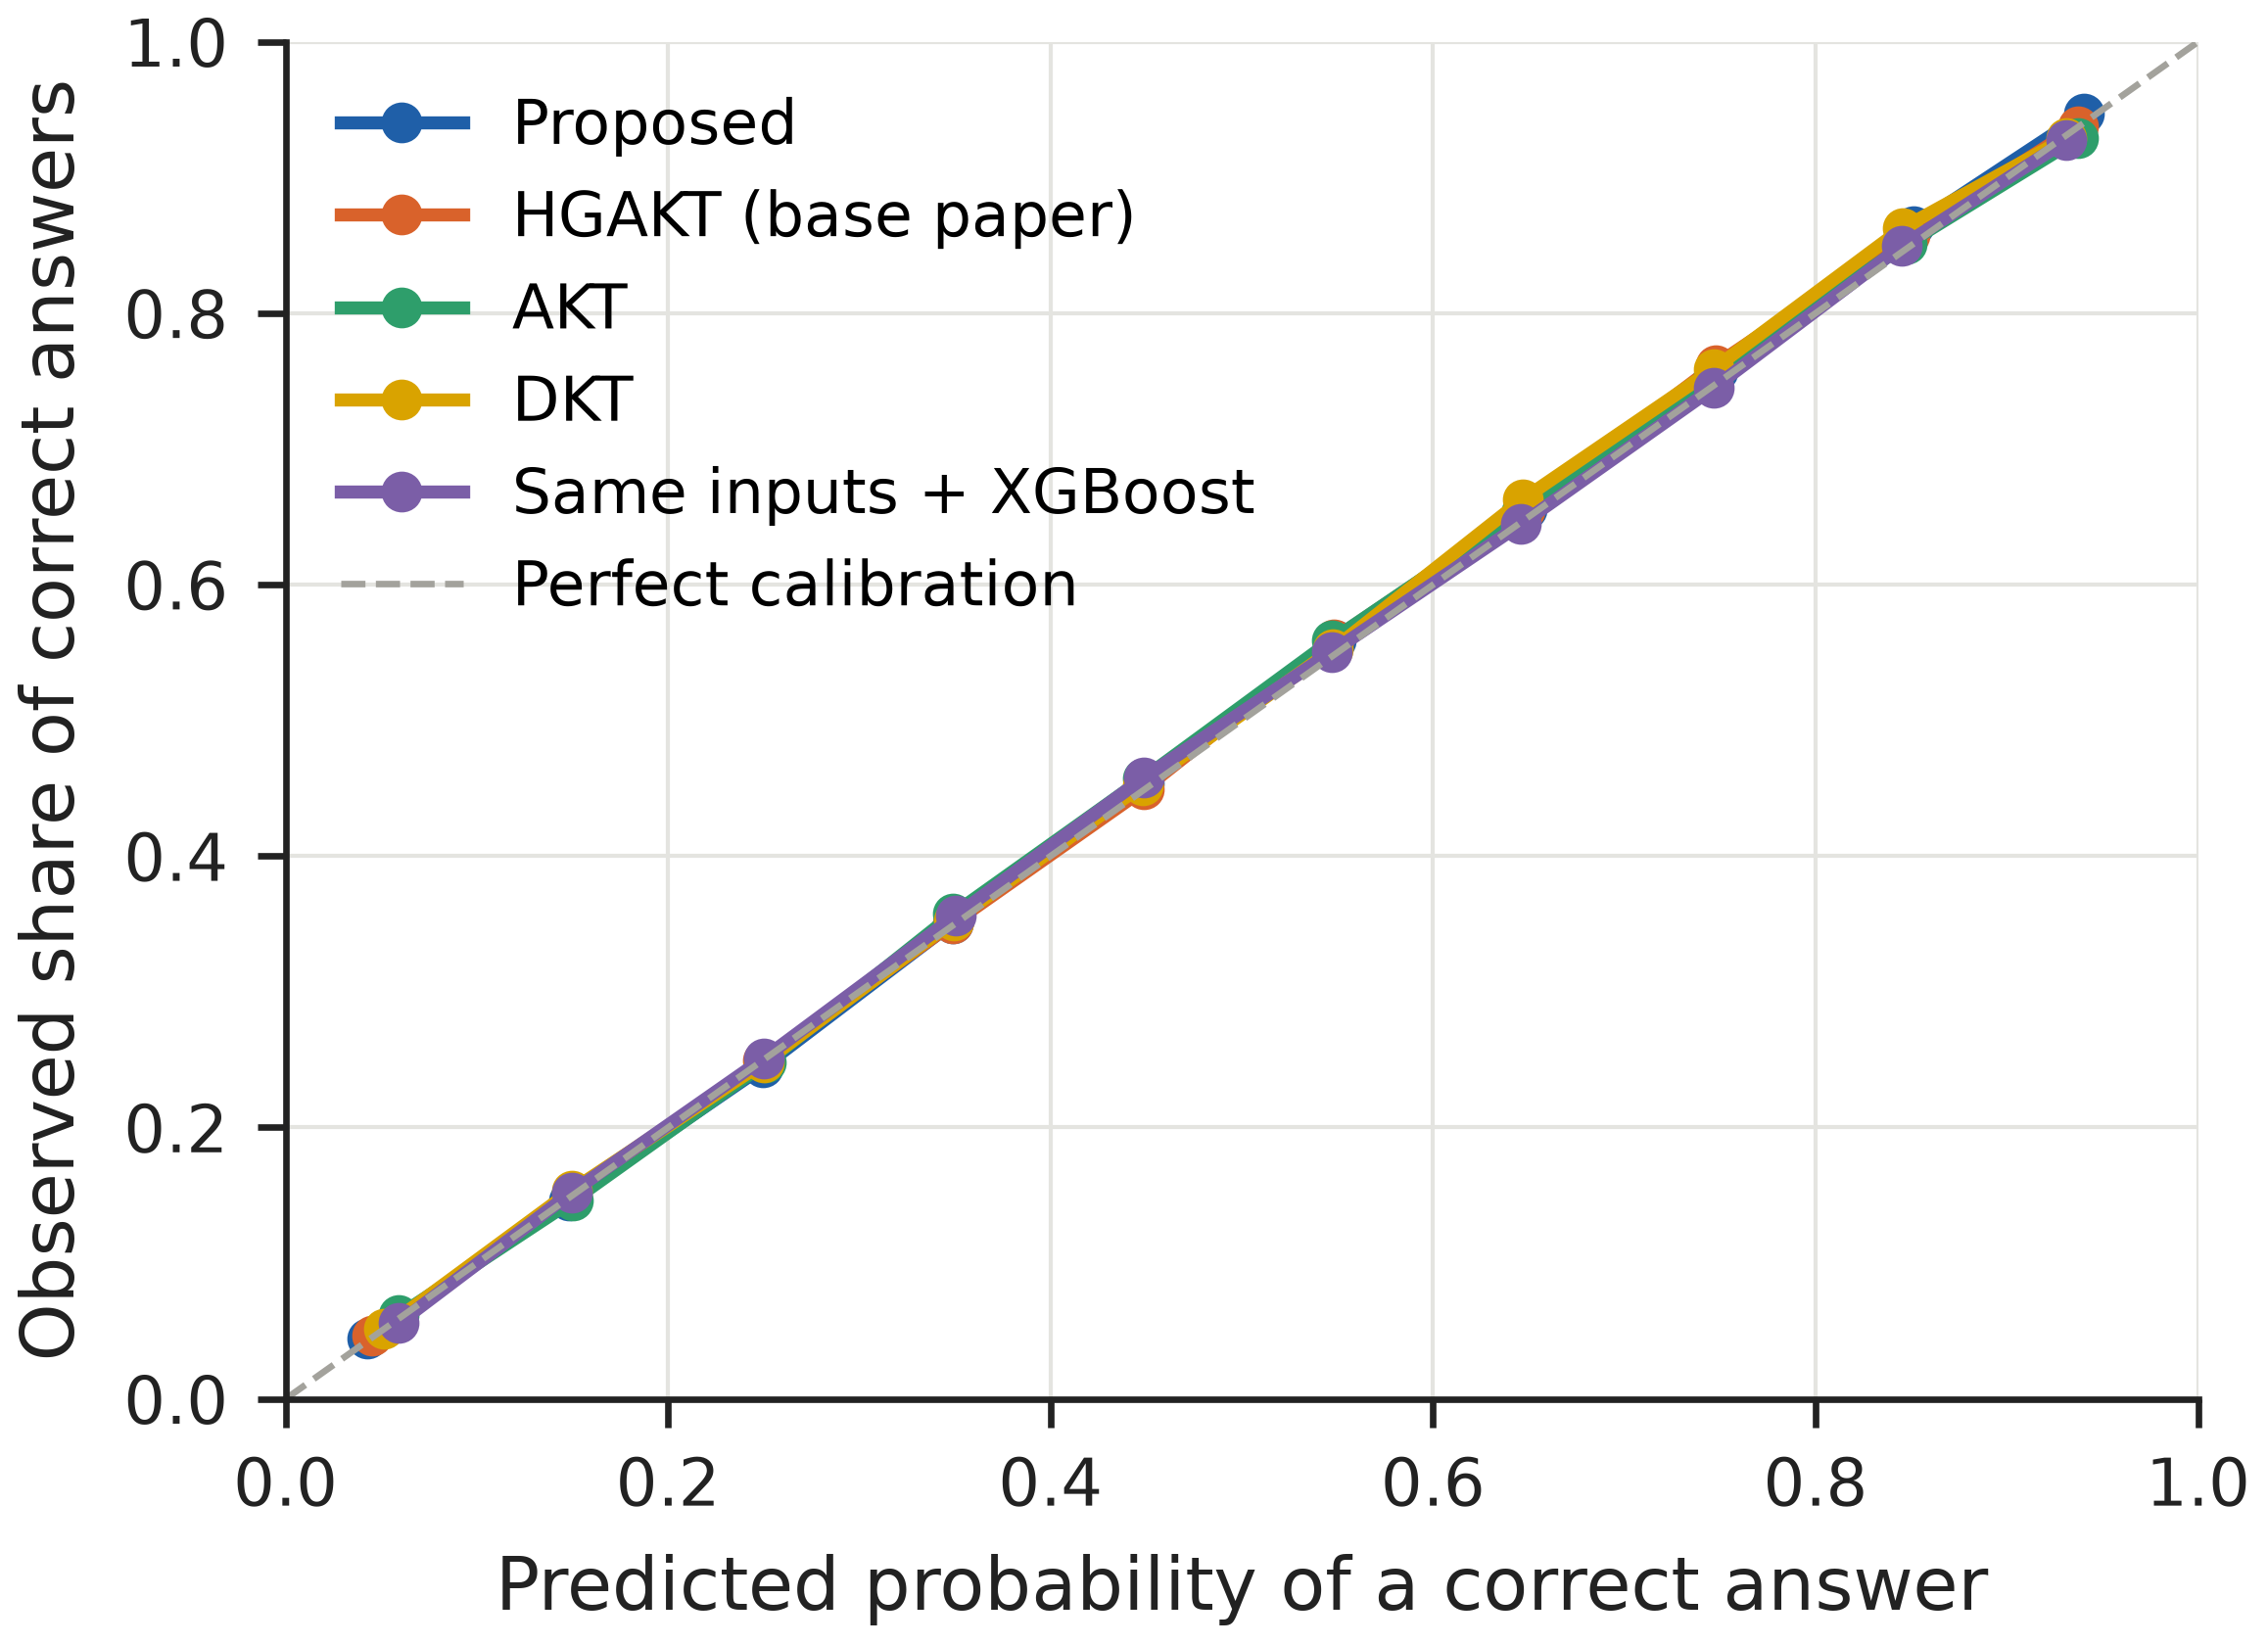 1.0
0.8
0.6
0.4
0.2
0.0
Observed share of correct answers
Proposed
HGAKT (base paper)
AKT
DKT
Same inputs + XGBoost
Perfect calibration
0.0 0.2 0.4 0.6 0.8 1.0
Predicted probability of a correct answer